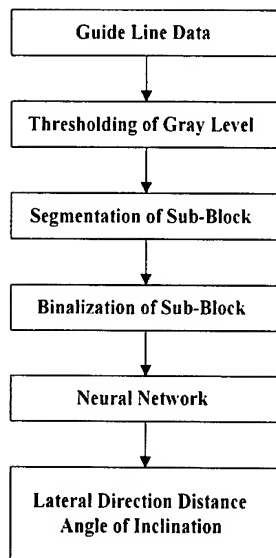 Guide Line Data
Thresholding of Gray Level
Segmentation of Sub-Block
Binalization of Sub-Block
Neural Network
Lateral Direction Distance
Angle of Inclination